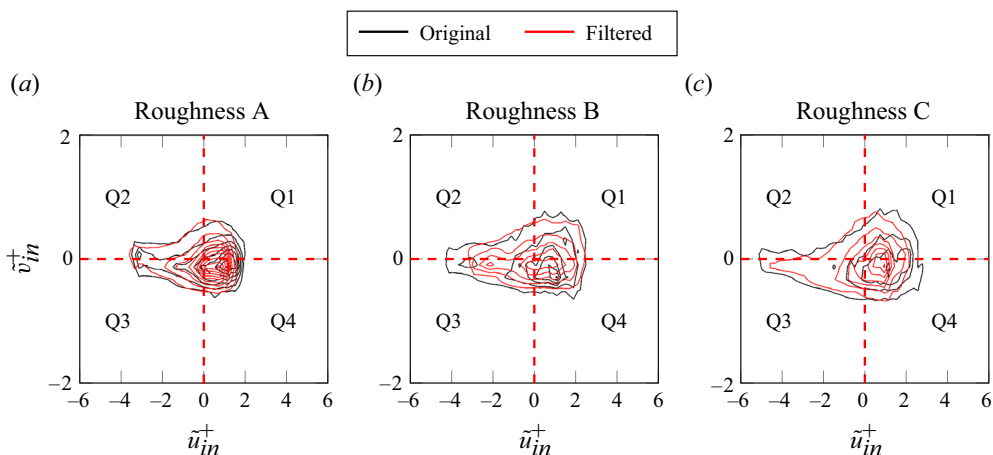 Original Filtered
(a) (b) (c)
Roughness A Roughness B Roughness C
2 2 2
Q2 Q1 Q2 Q1 Q2 Q1
ṽ⁺in 0 0 0
Q3 Q4 Q3 Q4 Q3 Q4
−2 −2 −2
−6 −4 −2 0 2 4 6 −6 −4 −2 0 2 4 6 −6 −4 −2 0 2 4 6
ũ⁺in ũ⁺in ũ⁺in